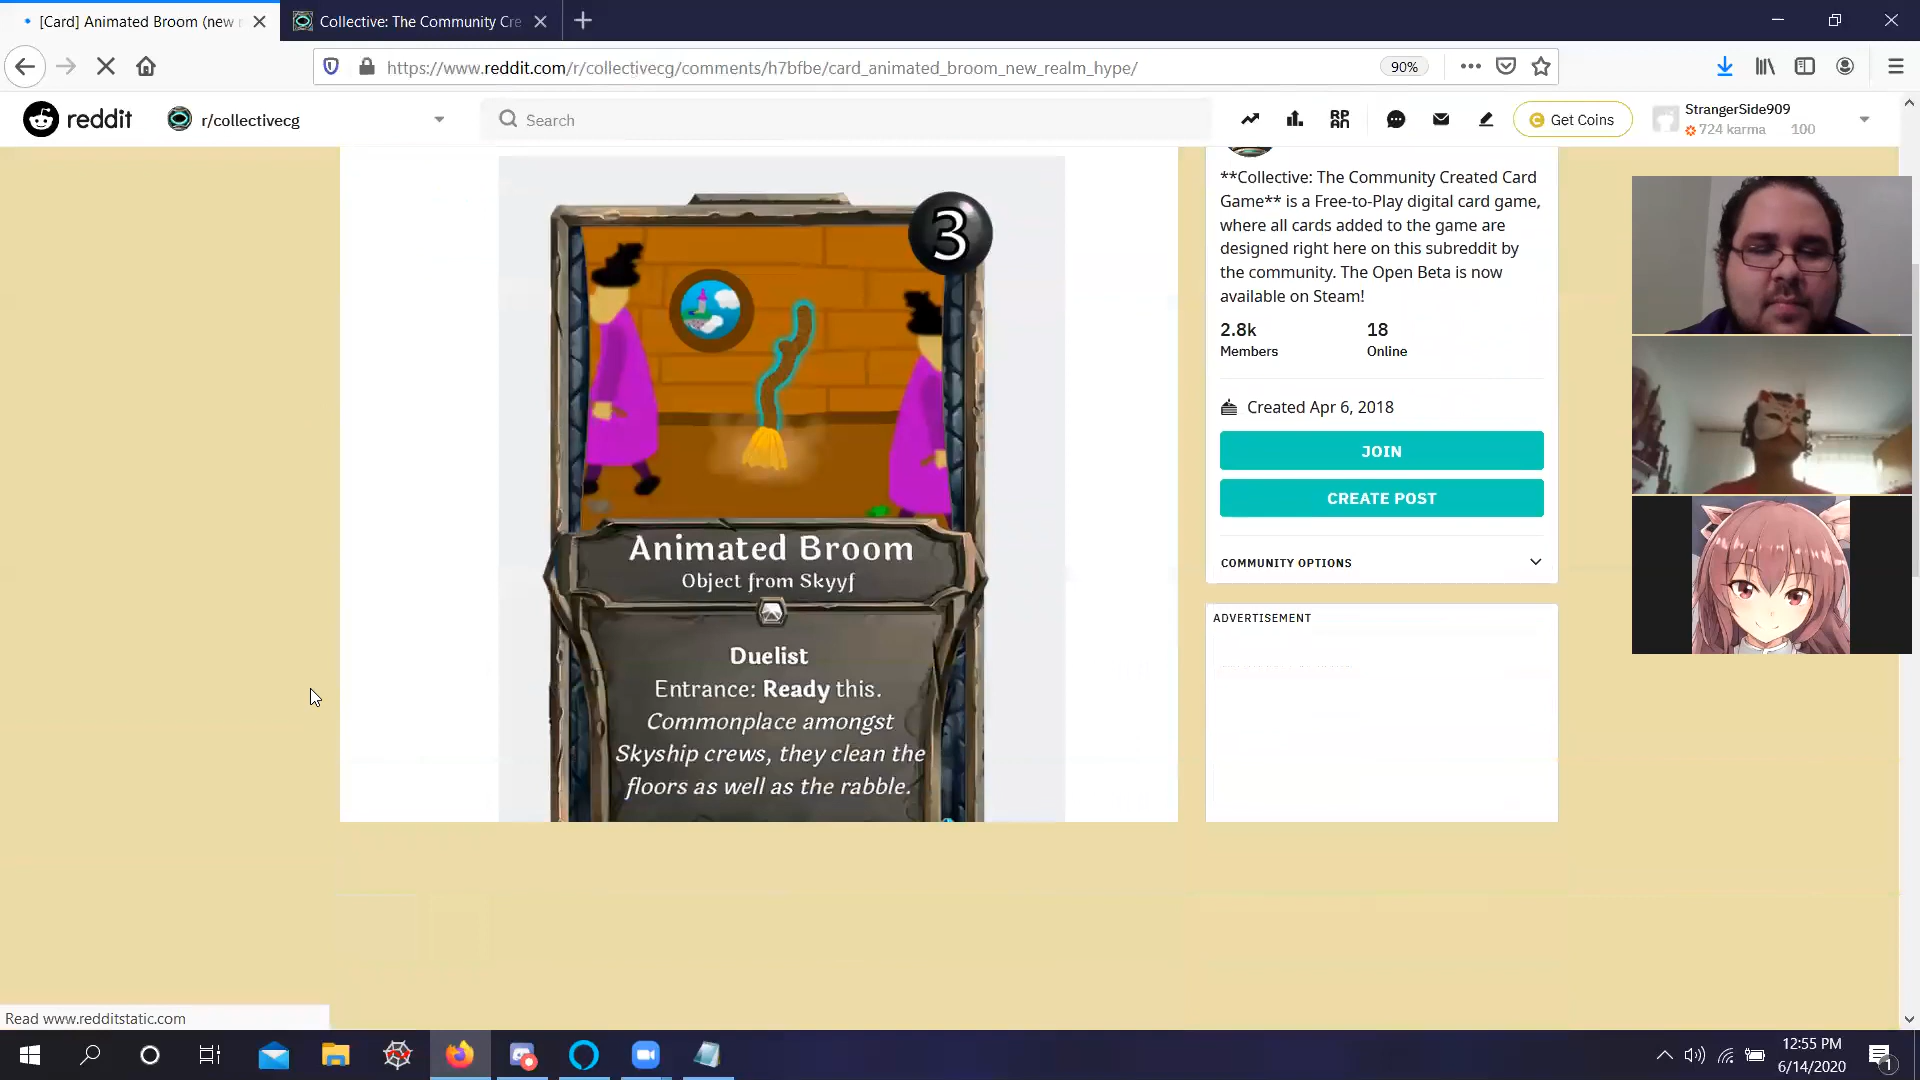 [Card] Animated Broom (new r
Collective: The Community Cre
https://www.reddit.com/r/collectivecg/comments/h7bfbe/card_animated_broom_new_realm_hype/
90%
reddit
r/collectivecg
Search
RPAN
Get Coins
StrangerSide909
724 karma 100
3
Animated Broom
Object from Skyyf
Duelist
Entrance: Ready this.
Commonplace amongst
Skyship crews, they clean the
floors as well as the rabble.
**Collective: The Community Created Card
Game** is a Free-to-Play digital card game,
where all cards added to the game are
designed right here on this subreddit by
the community. The Open Beta is now
available on Steam!
2.8k
Members
18
Online
Created Apr 6, 2018
JOIN
CREATE POST
COMMUNITY OPTIONS
ADVERTISEMENT
Read www.redditstatic.com
12:55 PM
6/14/2020
1